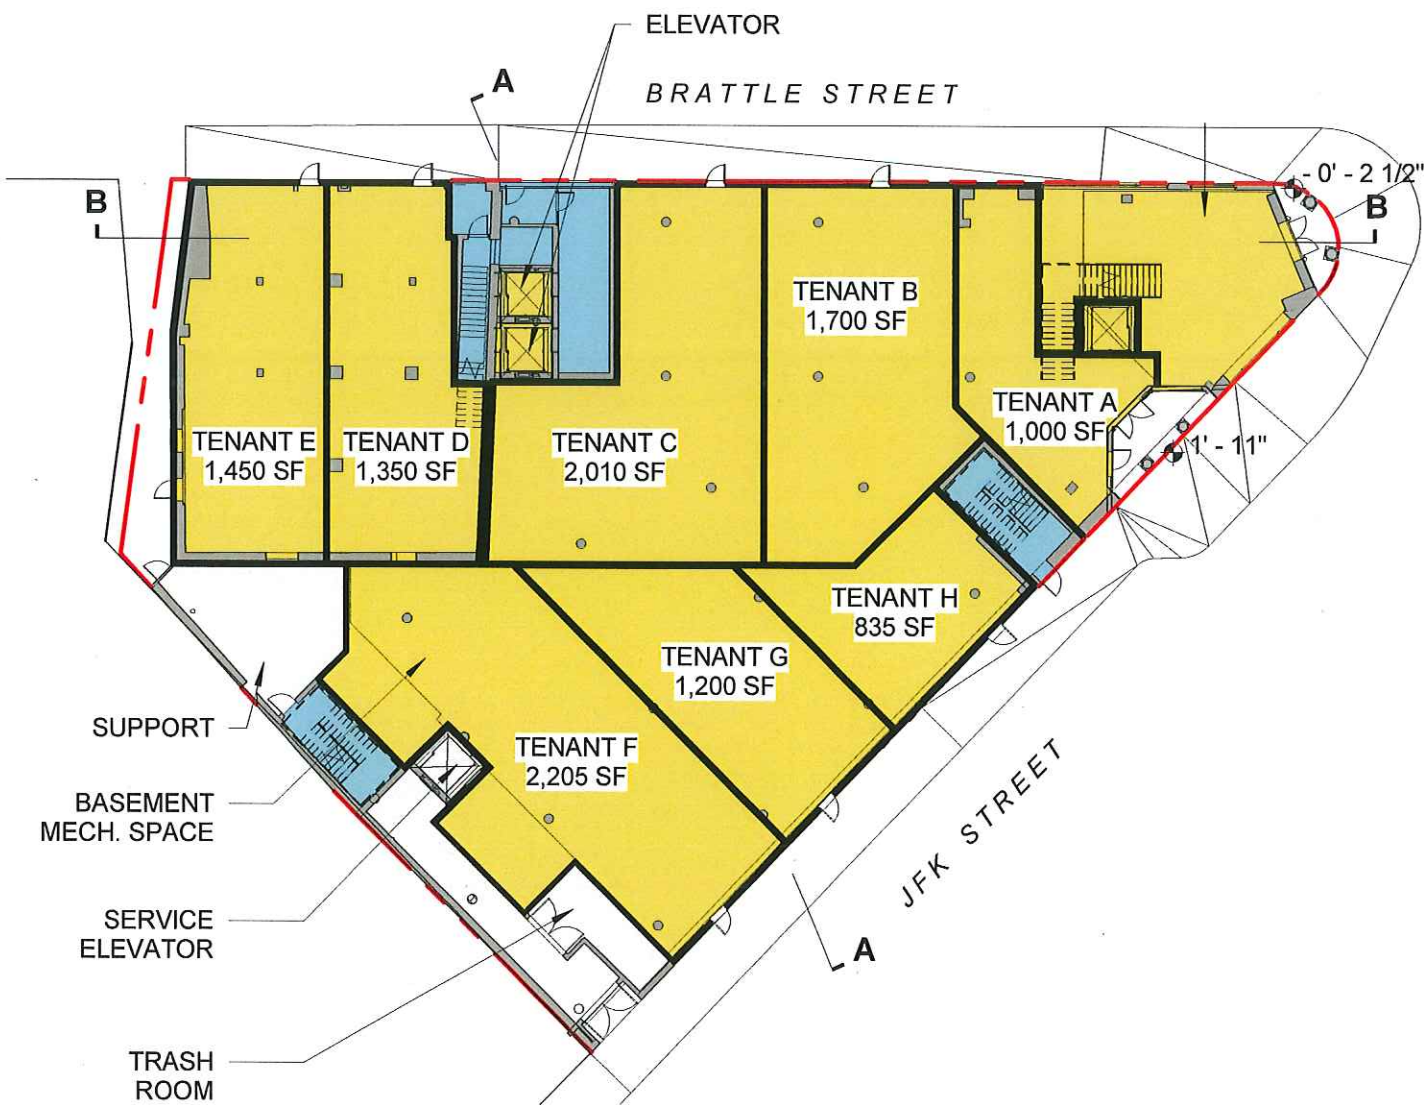 ELEVATOR
A
BRATTLE STREET
- 0' - 2 1/2"
B
B
TENANT B
1,700 SF
TENANT A
1,000 SF
1' - 11"
TENANT E
1,450 SF
TENANT D
1,350 SF
TENANT C
2,010 SF
TENANT H
835 SF
TENANT G
1,200 SF
SUPPORT
TENANT F
2,205 SF
BASEMENT
MECH. SPACE
JFK STREET
SERVICE
ELEVATOR
A
TRASH
ROOM